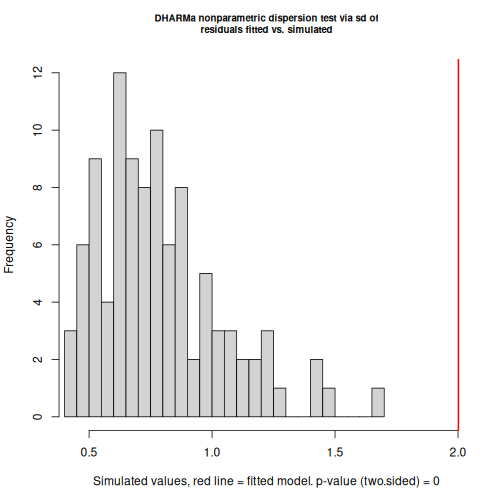 DHARMa nonparametric dispersion test via sd of
residuals fitted vs. simulated
Frequency
12
10
8
6
4
2
0
0.5 1.0 1.5 2.0
Simulated values, red line = fitted model. p-value (two.sided) = 0